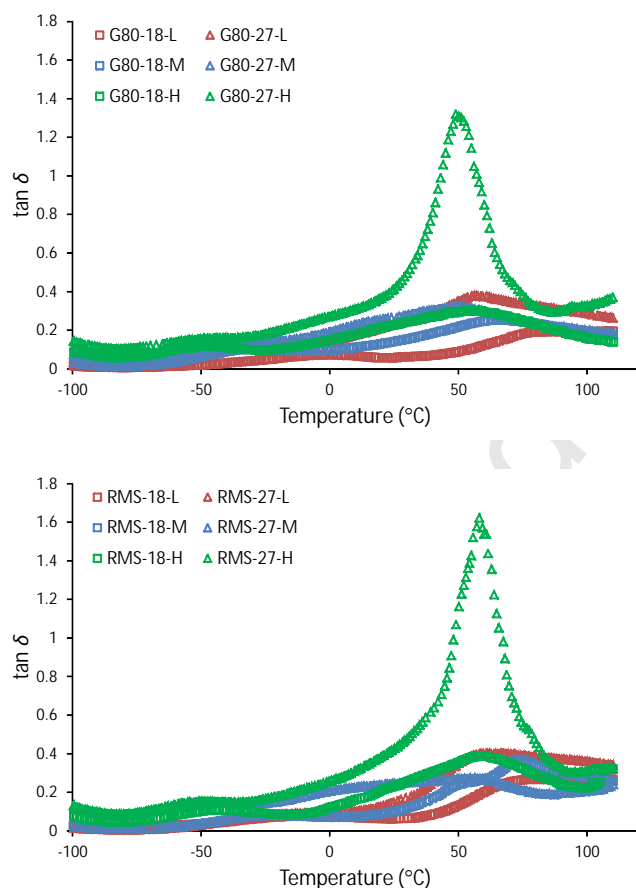 1.8
1.6
1.4
1.2
1
0.8
0.6
0.4
0.2
0
tan δ
G80-18-L G80-27-L
G80-18-M G80-27-M
G80-18-H G80-27-H
-100 -50 0 50 100
Temperature (°C)
1.8
1.6
1.4
1.2
1
0.8
0.6
0.4
0.2
0
tan δ
RMS-18-L RMS-27-L
RMS-18-M RMS-27-M
RMS-18-H RMS-27-H
-100 -50 0 50 100
Temperature (°C)